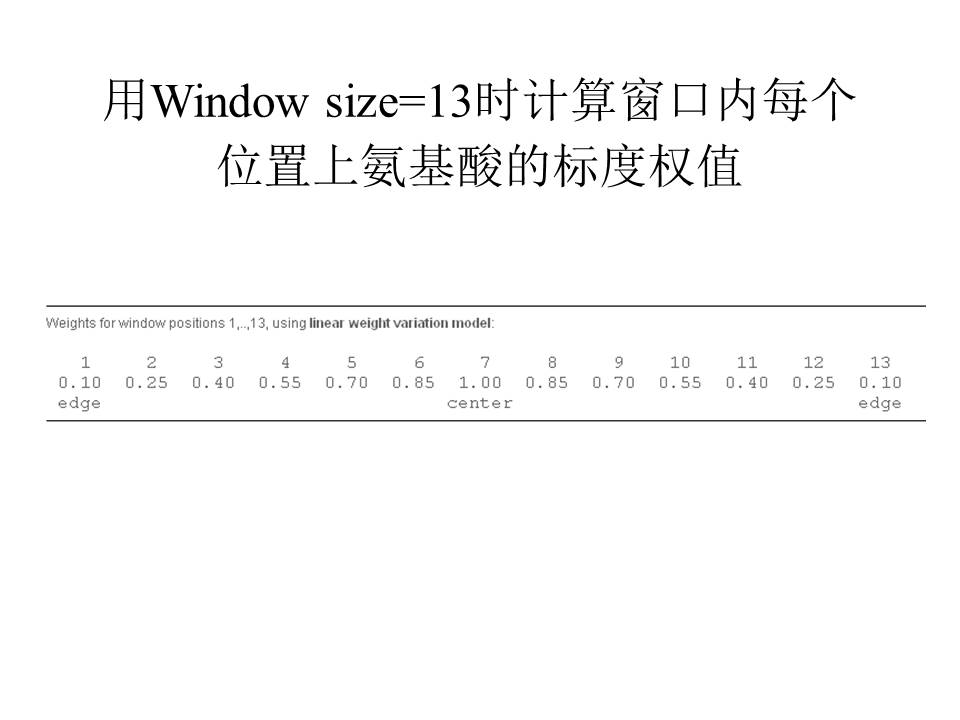 用Window size=13时计算窗口内每个
位置上氨基酸的标度权值
Weights for window positions 1,..,13, using linear weight variation model:
1 2 3 4 5 6 7 8 9 10 11 12 13
0.10 0.25 0.40 0.55 0.70 0.85 1.00 0.85 0.70 0.55 0.40 0.25 0.10
edge center edge